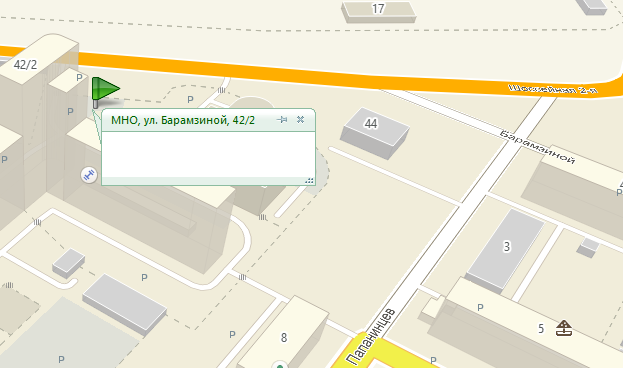 17
42/2
P
P
P
Шоссейная 2-я
МНО, ул. Барамзиной, 42/2
44
Барамзиной
P
P
3
P
P
P
5
8
Папанинцев
P
P
P